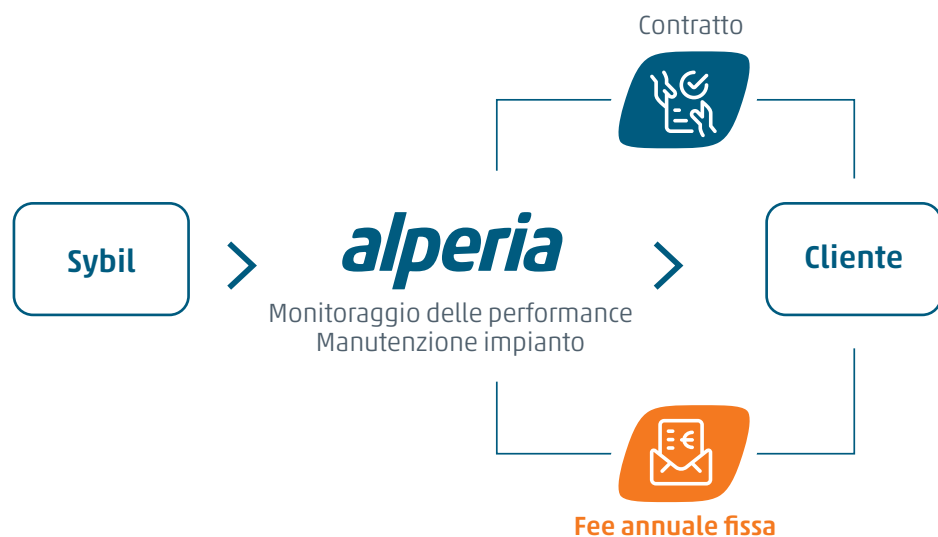 Contratto
Sybil
alperia
Cliente
Monitoraggio delle performance
Manutenzione impianto
€
Fee annuale fissa